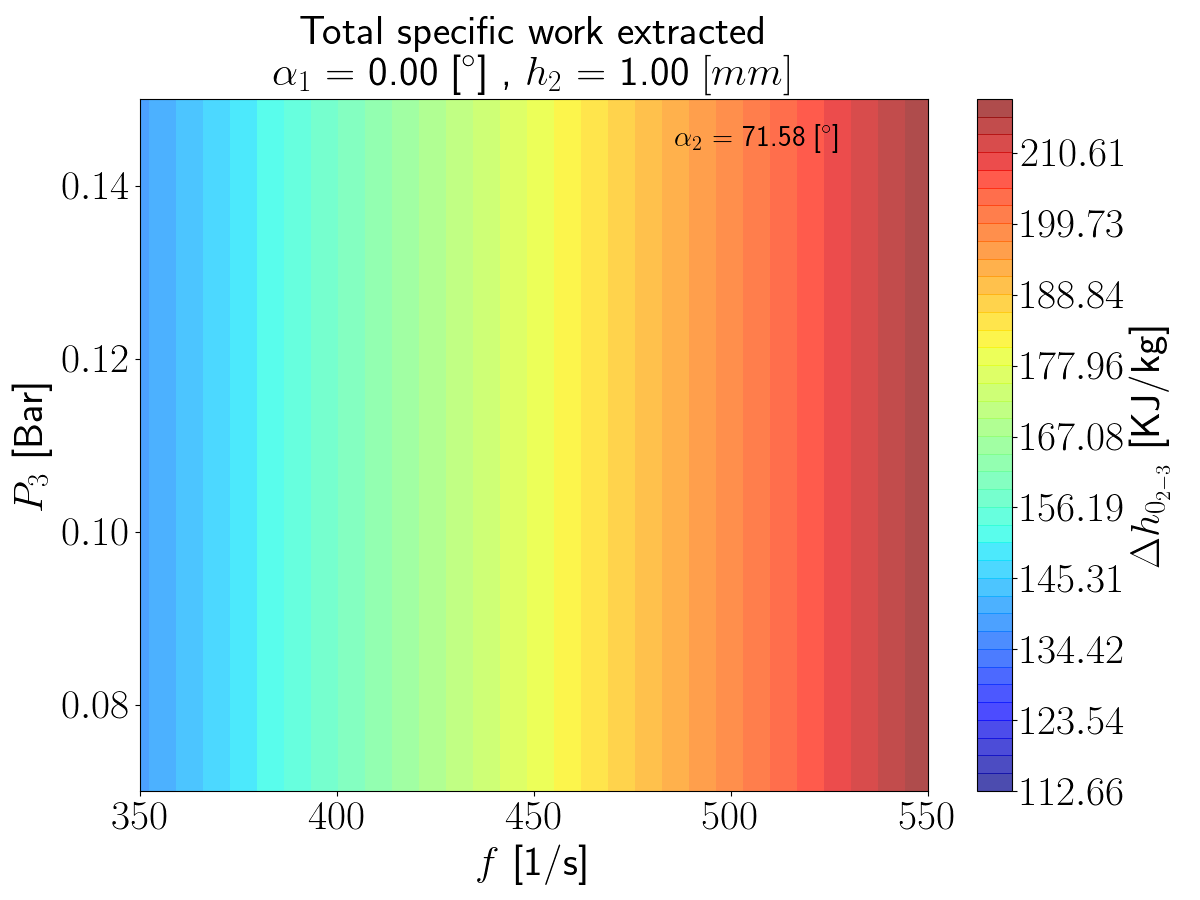 Total specific work extracted
α₁ = 0.00 [°] , h₂ = 1.00 [mm]
α₂ = 71.58 [°]
0.14
0.12
0.10
0.08
P₃ [Bar]
350 400 450 500 550
f [1/s]
210.61
199.73
188.84
177.96
167.08
156.19
145.31
134.42
123.54
112.66
Δh₀₂₋₃ [KJ/kg]